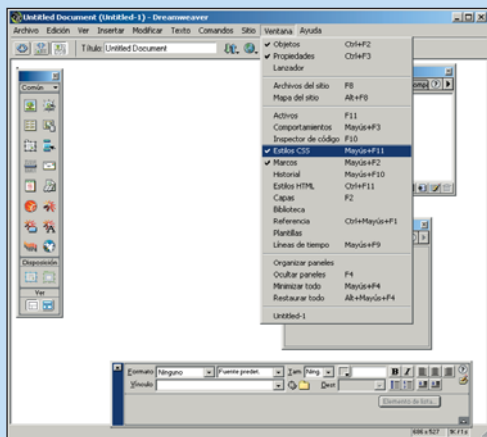 Untitled Document (Untitled-1) - Dreamweaver
Archivo Edición Ver Insertar Modificar Texto Comandos Sitio Ventana Ayuda
Título: Untitled Document
Común
Objetos Ctrl+F2
Propiedades Ctrl+F3
Lanzador
Archivos del sitio F8
Mapa del sitio Alt+F8
Activos F11
Comportamientos Mayús+F3
Inspector de código F10
Estilos CSS Mayús+F11
Marcos Mayús+F2
Historial Mayús+F10
Estilos HTML Ctrl+F11
Capas F2
Biblioteca
Referencia Ctrl+Mayús+F1
Plantillas
Líneas de tiempo Mayús+F9
Organizar paneles
Ocultar paneles F4
Minimizar todo Mayús+F4
Restaurar todo Alt+Mayús+F4
Untitled-1
Disposición
Ver
Formato Ninguno Fuente predet. Tam Ning. B I
Vínculo Dest
Elemento de lista...
686 x 527 1K / 1 s